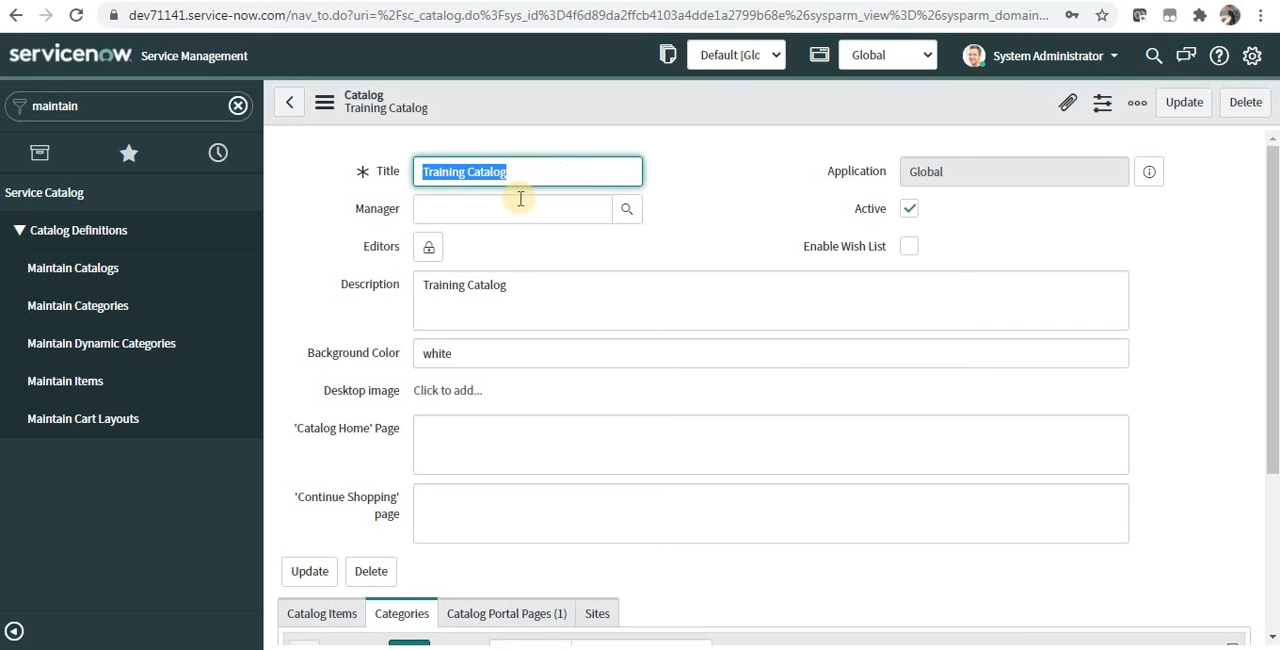 dev71141.service-now.com/nav_to.do?uri=%2Fsc_catalog.do%3Fsys_id%3D4f6d89da2ffcb4103a4dde1a2799b68e%26sysparm_view%3D%26sysparm_domain...
servicenow Service Management
Default [Glc
Global
System Administrator
maintain
Catalog
Training Catalog
Update
Delete
Service Catalog
Catalog Definitions
Maintain Catalogs
Maintain Categories
Maintain Dynamic Categories
Maintain Items
Maintain Cart Layouts
Title
Training Catalog
Application
Global
Manager
Active
Editors
Enable Wish List
Description
Training Catalog
Background Color
white
Desktop image
Click to add...
'Catalog Home' Page
'Continue Shopping'
page
Update
Delete
Catalog Items
Categories
Catalog Portal Pages (1)
Sites